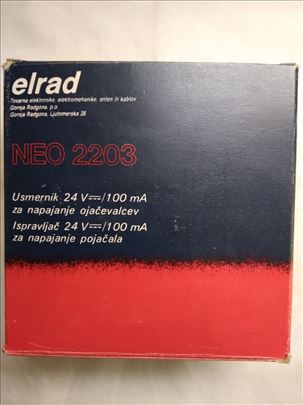 elrad
Tovarna elektronike, elektromehanike, anten in kablov
Gornja Radgona, p.o.
Gornja Radgona, Ljutomerska 28
NEO 2203
Usmernik 24 V⎓/100 mA
za napajanje ojačevalcev
Ispravljač 24 V⎓/100 mA
za napajanje pojačala